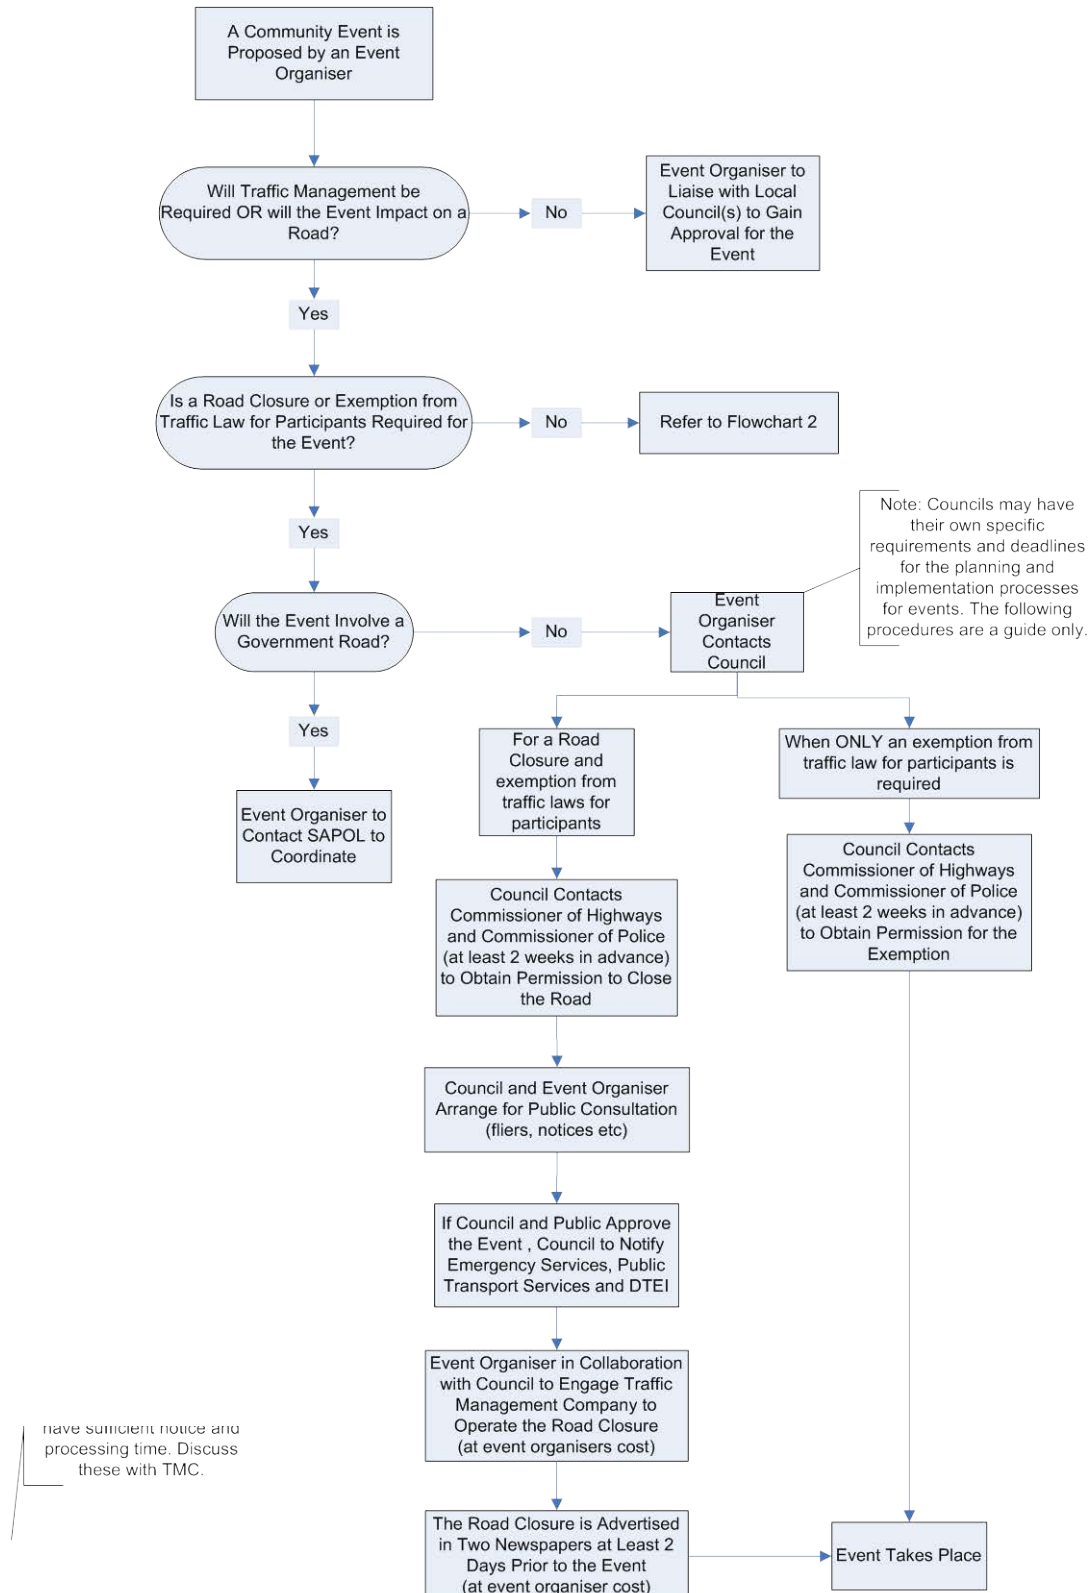 A Community Event is
Proposed by an Event
Organiser
Will Traffic Management be
Required OR will the Event Impact on a
Road?
No
Event Organiser to
Liaise with Local
Council(s) to Gain
Approval for the
Event
Yes
Is a Road Closure or Exemption from
Traffic Law for Participants Required for
the Event?
No
Refer to Flowchart 2
Yes
Note: Councils may have
their own specific
requirements and deadlines
for the planning and
implementation processes
for events. The following
procedures are a guide only.
Will the Event Involve a
Government Road?
No
Event
Organiser
Contacts
Council
Yes
Event Organiser to
Contact SAPOL to
Coordinate
For a Road
Closure and
exemption from
traffic laws for
participants
When ONLY an exemption from
traffic law for participants is
required
Council Contacts
Commissioner of Highways
and Commissioner of Police
(at least 2 weeks in advance)
to Obtain Permission to Close
the Road
Council Contacts
Commissioner of Highways
and Commissioner of Police
(at least 2 weeks in advance)
to Obtain Permission for the
Exemption
Council and Event Organiser
Arrange for Public Consultation
(fliers, notices etc)
If Council and Public Approve
the Event , Council to Notify
Emergency Services, Public
Transport Services and DTEI
Event Organiser in Collaboration
with Council to Engage Traffic
Management Company to
Operate the Road Closure
(at event organisers cost)
have sufficient notice and
processing time. Discuss
these with TMC.
The Road Closure is Advertised
in Two Newspapers at Least 2
Days Prior to the Event
(at event organiser cost)
Event Takes Place